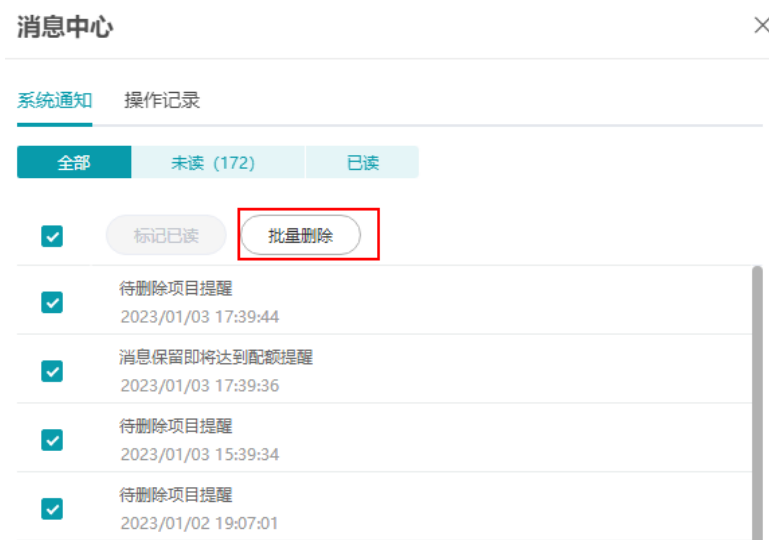 消息中心
系统通知 操作记录
全部 未读（172） 已读
标记已读 批量删除
待删除项目提醒
2023/01/03 17:39:44
消息保留即将达到配额提醒
2023/01/03 17:39:36
待删除项目提醒
2023/01/03 15:39:34
待删除项目提醒
2023/01/02 19:07:01